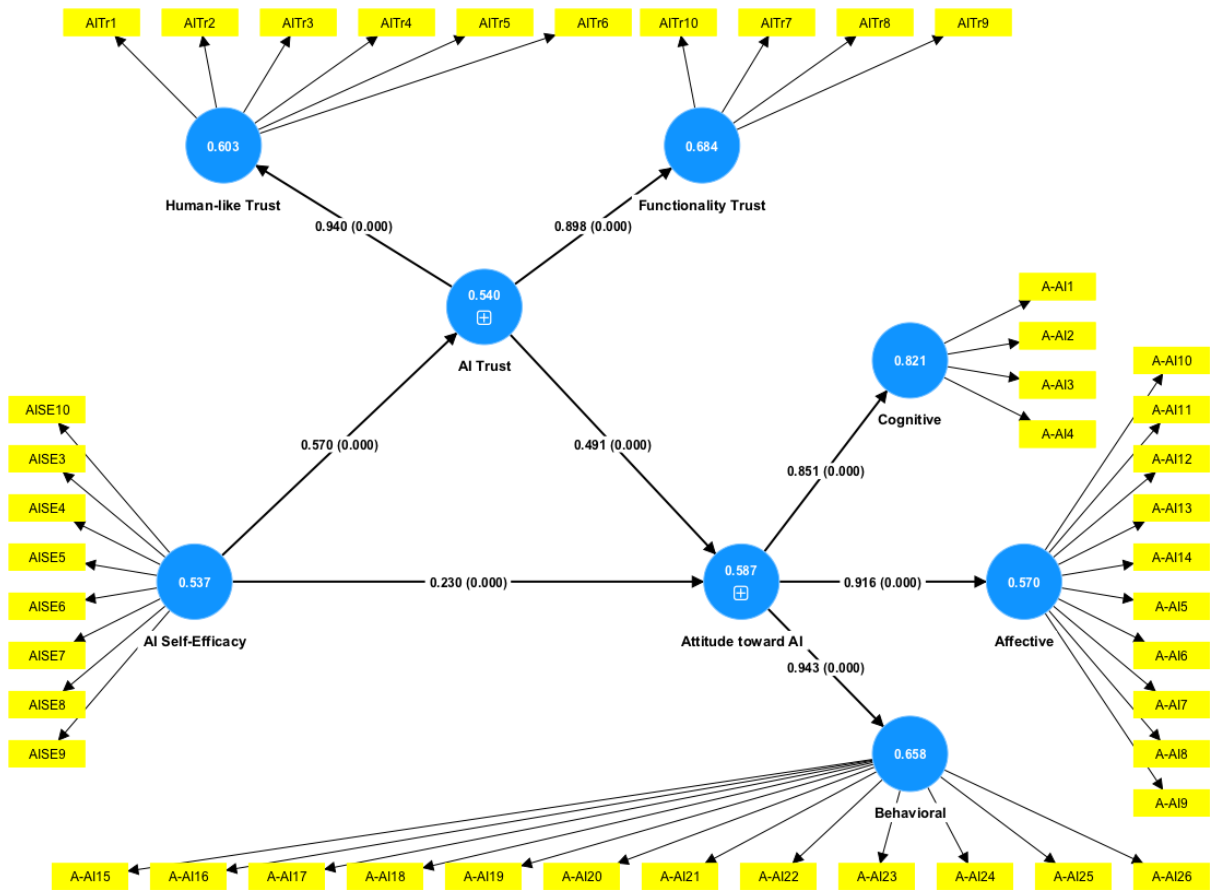 AITr1 AITr2 AITr3 AITr4 AITr5 AITr6 AITr10 AITr7 AITr8 AITr9
0.603 0.684
Human-like Trust Functionality Trust
0.940 (0.000) 0.898 (0.000)
A-AI1
0.540
A-AI2
A-AI10
0.821
AI Trust
A-AI3
AISE10
A-AI11
Cognitive
A-AI4
0.570 (0.000) 0.491 (0.000)
AISE3
A-AI12
0.851 (0.000)
AISE4
A-AI13
AISE5
A-AI14
0.587
0.537 0.230 (0.000) 0.916 (0.000) 0.570
AISE6
A-AI5
AI Self-Efficacy Attitude toward AI Affective
AISE7
A-AI6
0.943 (0.000)
AISE8
A-AI7
AISE9
A-AI8
0.658
A-AI9
Behavioral
A-AI15 A-AI16 A-AI17 A-AI18 A-AI19 A-AI20 A-AI21 A-AI22 A-AI23 A-AI24 A-AI25 A-AI26